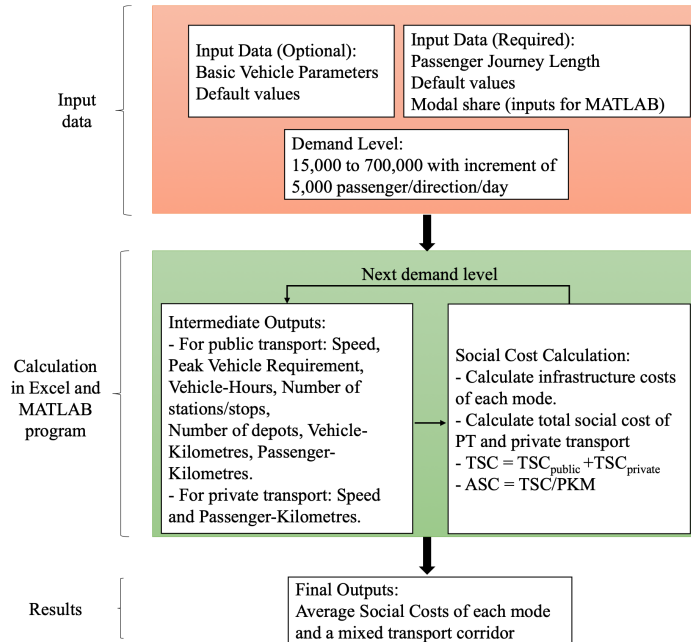 Input
data
Input Data (Optional):
Basic Vehicle Parameters
Default values
Input Data (Required):
Passenger Journey Length
Default values
Modal share (inputs for MATLAB)
Demand Level:
15,000 to 700,000 with increment of
5,000 passenger/direction/day
Calculation
in Excel and
MATLAB
program
Next demand level
Intermediate Outputs:
- For public transport: Speed,
Peak Vehicle Requirement,
Vehicle-Hours, Number of
stations/stops,
Number of depots, Vehicle-
Kilometres, Passenger-
Kilometres.
- For private transport: Speed
and Passenger-Kilometres.
Social Cost Calculation:
- Calculate infrastructure costs
of each mode.
- Calculate total social cost of
PT and private transport
- TSC = TSCpublic +TSCprivate
- ASC = TSC/PKM
Results
Final Outputs:
Average Social Costs of each mode
and a mixed transport corridor